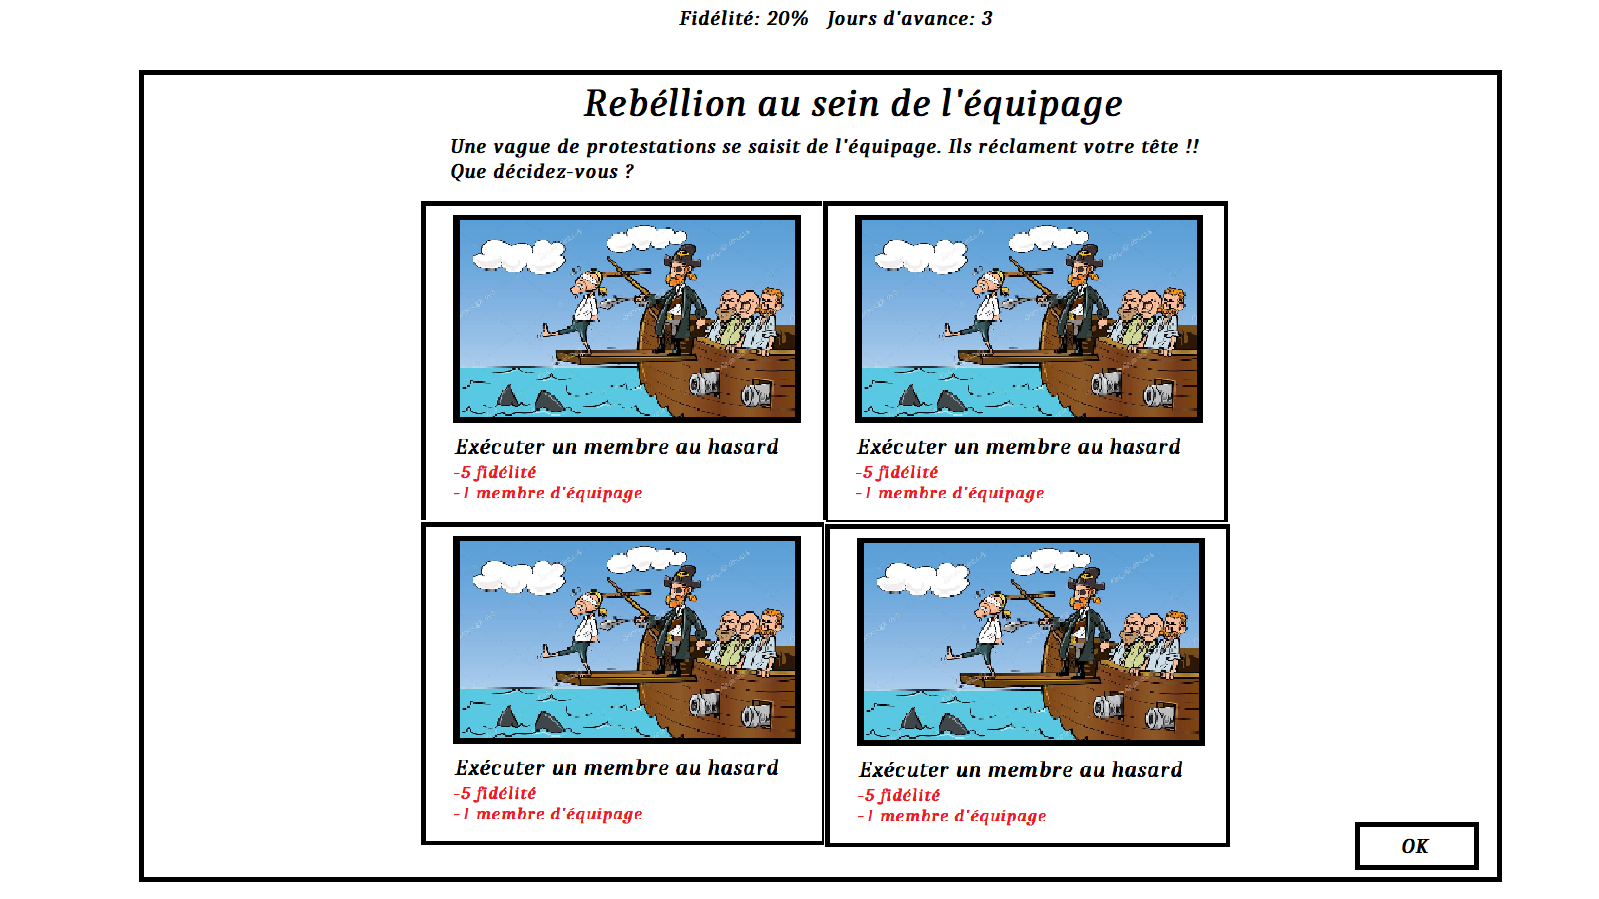 Fidélité: 20% Jours d'avance: 3
Rebéllion au sein de l'équipage
Une vague de protestations se saisit de l'équipage. Ils réclament votre tête !!
Que décidez-vous ?
Exécuter un membre au hasard
-5 fidélité
-1 membre d'équipage
Exécuter un membre au hasard
-5 fidélité
-1 membre d'équipage
Exécuter un membre au hasard
-5 fidélité
-1 membre d'équipage
Exécuter un membre au hasard
-5 fidélité
-1 membre d'équipage
OK